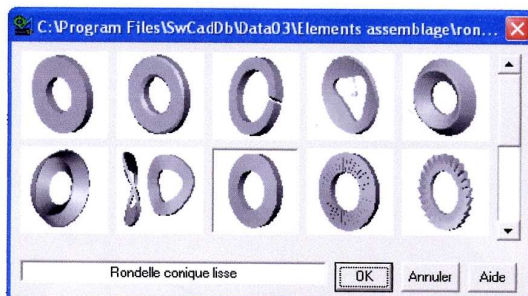 C:\Program Files\SwCadDb\Data03\Elements assemblage\ron...
Rondelle conique lisse
OK
Annuler
Aide